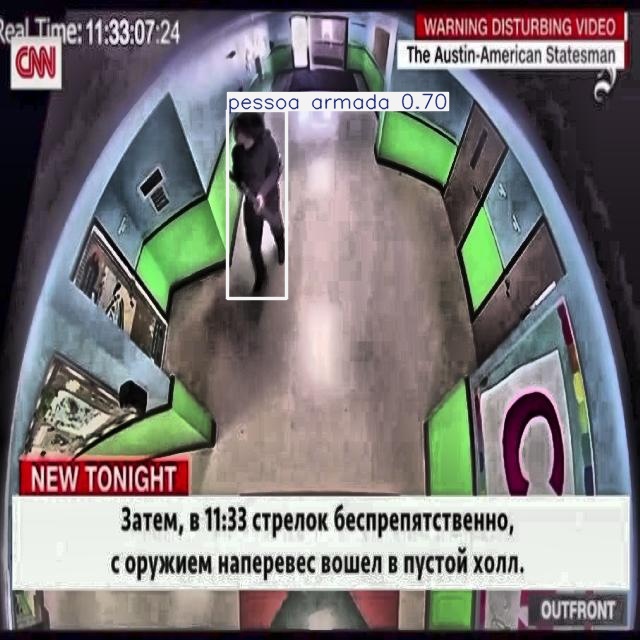 Real Time: 11:33:07:24
CNN
WARNING DISTURBING VIDEO
The Austin-American Statesman
pessoa armada 0.70
NEW TONIGHT
Затем, в 11:33 стрелок беспрепятственно,
с оружием наперевес вошел в пустой холл.
OUTFRONT